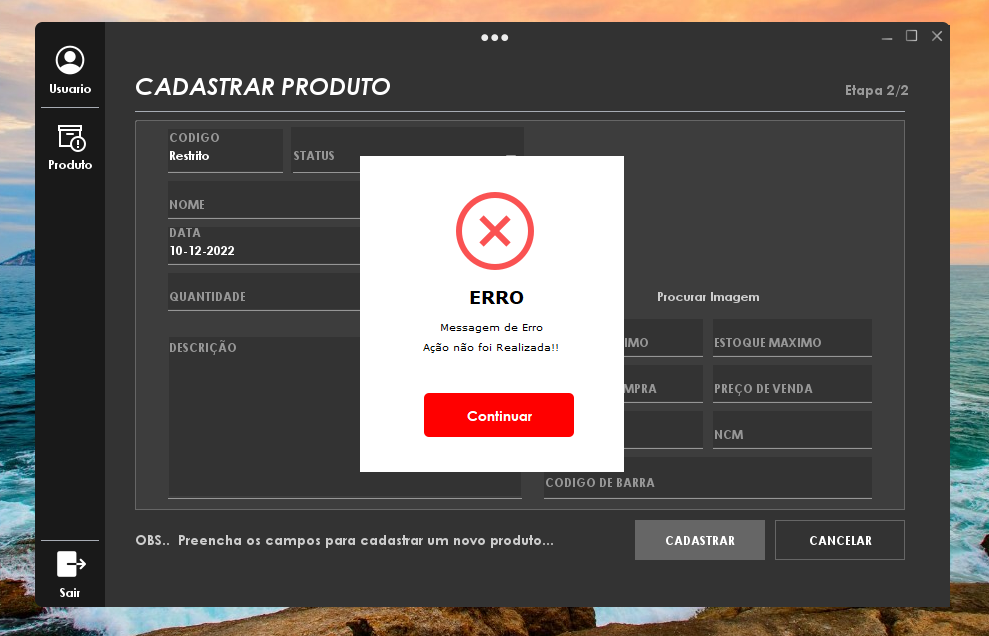 Usuario
Produto
Sair
CADASTRAR PRODUTO
Etapa 2/2
CODIGO
Restrito
STATUS
NOME
DATA
10-12-2022
QUANTIDADE
DESCRIÇÃO
ERRO
Messagem de Erro
Ação não foi Realizada!!
Continuar
Procurar Imagem
IMO
ESTOQUE MAXIMO
MPRA
PREÇO DE VENDA
NCM
CODIGO DE BARRA
OBS.. Preencha os campos para cadastrar um novo produto...
CADASTRAR
CANCELAR